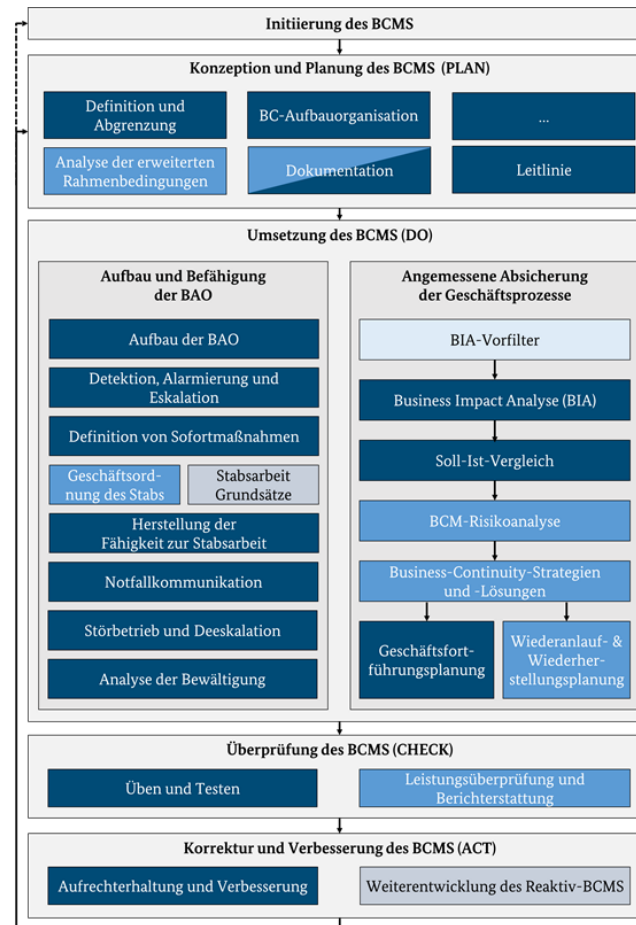 Initiierung des BCMS
Konzeption und Planung des BCMS (PLAN)
Definition und
Abgrenzung
BC-Aufbauorganisation
...
Analyse der erweiterten
Rahmenbedingungen
Dokumentation
Leitlinie
Umsetzung des BCMS (DO)
Aufbau und Befähigung
der BAO
Aufbau der BAO
Detektion, Alarmierung und
Eskalation
Definition von Sofortmaßnahmen
Geschäftsord-
nung des Stabs
Stabsarbeit
Grundsätze
Herstellung der
Fähigkeit zur Stabsarbeit
Notfallkommunikation
Störbetrieb und Deeskalation
Analyse der Bewältigung
Angemessene Absicherung
der Geschäftsprozesse
BIA-Vorfilter
Business Impact Analyse (BIA)
Soll-Ist-Vergleich
BCM-Risikoanalyse
Business-Continuity-Strategien
und -Lösungen
Geschäftsfort-
führungsplanung
Wiederanlauf- &
Wiederher-
stellungsplanung
Überprüfung des BCMS (CHECK)
Üben und Testen
Leistungsüberprüfung und
Berichterstattung
Korrektur und Verbesserung des BCMS (ACT)
Aufrechterhaltung und Verbesserung
Weiterentwicklung des Reaktiv-BCMS